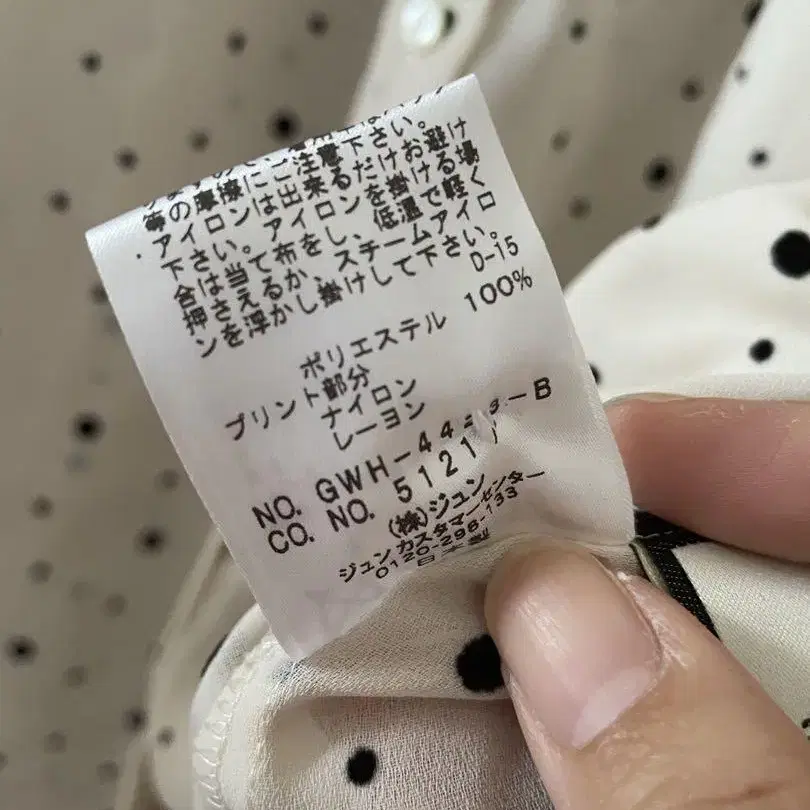 等の摩擦にご注意下さい。
アイロンは出来るだけお避け
下さい。アイロンを掛ける場
合は当て布をし、低温で軽く
押さえるか、スチームアイロ
ンを浮かし掛けして下さい。
D-15
ポリエステル 100%
プリント部分
ナイロン
レーヨン
NO. GWH-44
CO. NO. 5121
(株)ジュン
ジュンカスタマーセンター
0120-298-133
日本製